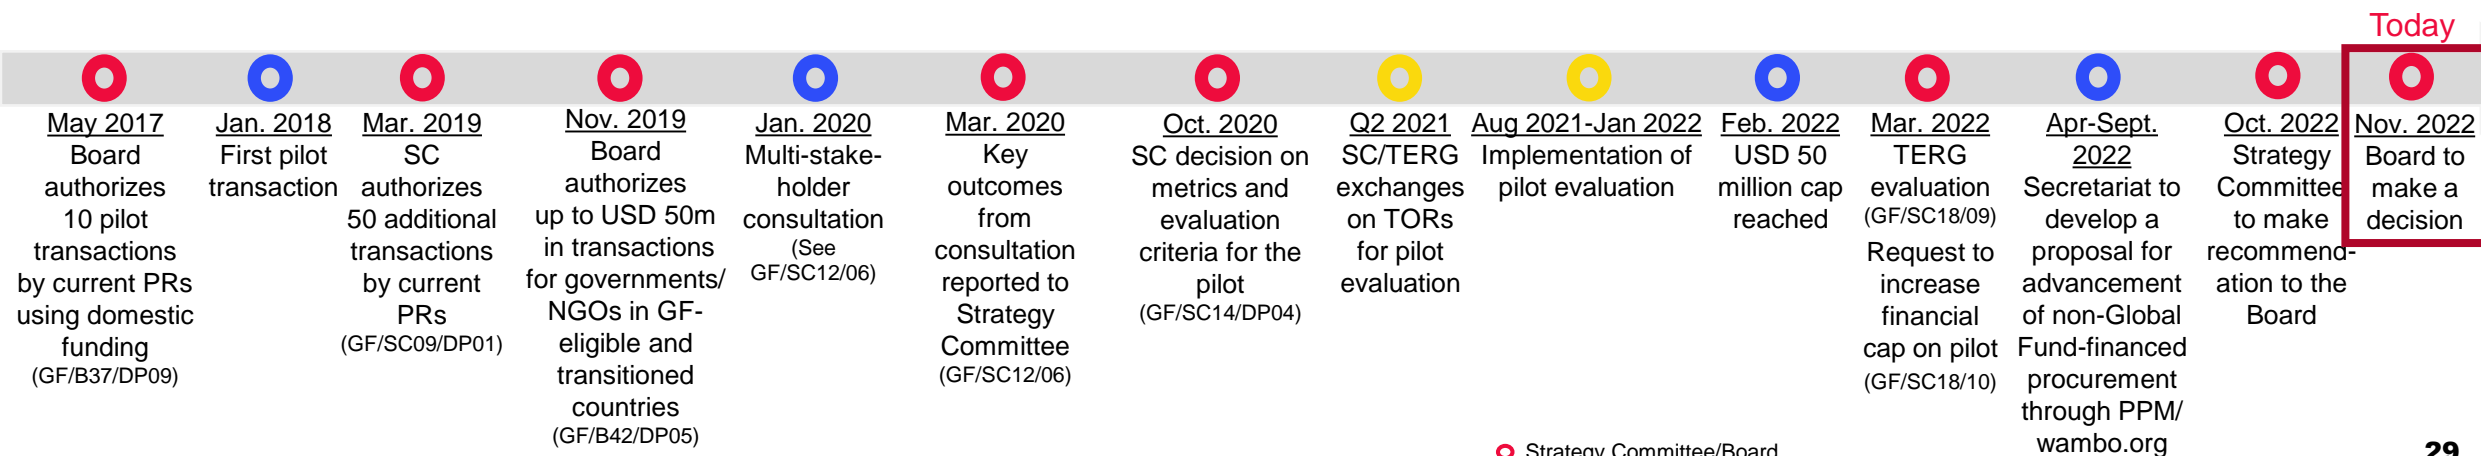 Today
May 2017
Board
authorizes
10 pilot
transactions
by current PRs
using domestic
funding
(GF/B37/DP09)
Jan. 2018
First pilot
transaction
Mar. 2019
SC
authorizes
50 additional
transactions
by current
PRs
(GF/SC09/DP01)
Nov. 2019
Board
authorizes
up to USD 50m
in transactions
for governments/
NGOs in GF-
eligible and
transitioned
countries
(GF/B42/DP05)
Jan. 2020
Multi-stake-
holder
consultation
(See
GF/SC12/06)
Mar. 2020
Key
outcomes
from
consultation
reported to
Strategy
Committee
(GF/SC12/06)
Oct. 2020
SC decision on
metrics and
evaluation
criteria for the
pilot
(GF/SC14/DP04)
Q2 2021
SC/TERG
exchanges
on TORs
for pilot
evaluation
Aug 2021-Jan 2022
Implementation of
pilot evaluation
Feb. 2022
USD 50
million cap
reached
Mar. 2022
TERG
evaluation
(GF/SC18/09)
Request to
increase
financial
cap on pilot
(GF/SC18/10)
Apr-Sept.
2022
Secretariat to
develop a
proposal for
advancement
of non-Global
Fund-financed
procurement
through PPM/
wambo.org
Oct. 2022
Strategy
Committee
to make
recommend-
ation to the
Board
Nov. 2022
Board to
make a
decision
Strategy Committee/Board
29